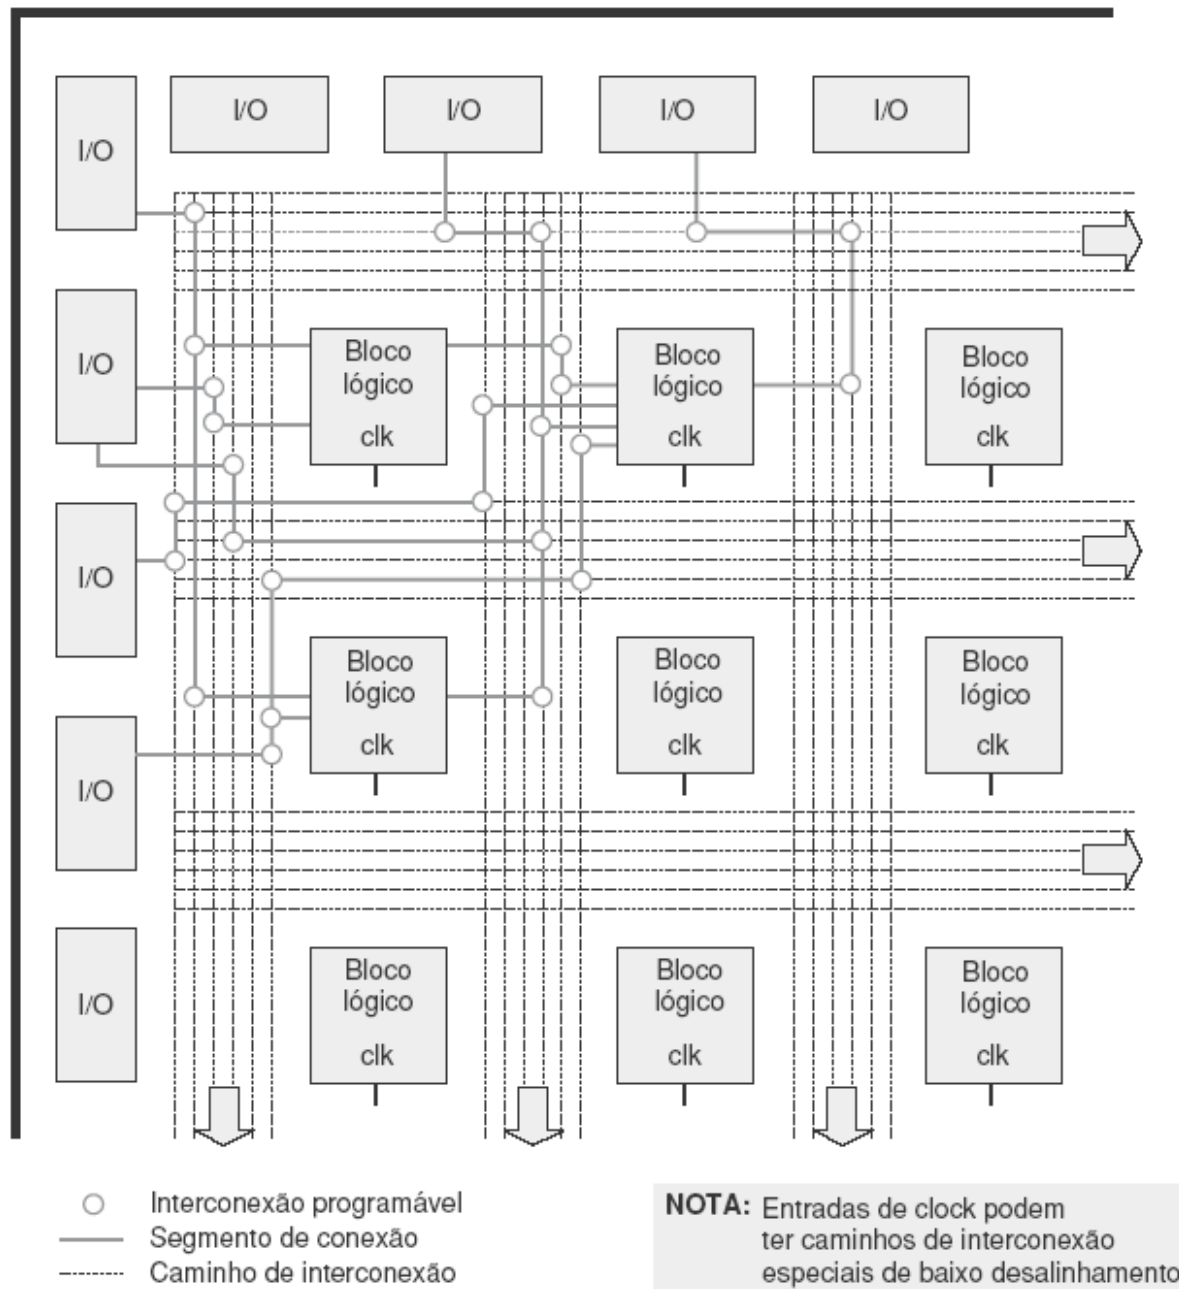 I/O
I/O
I/O
I/O
I/O
I/O
Bloco
lógico
clk
Bloco
lógico
clk
Bloco
lógico
clk
I/O
Bloco
lógico
clk
Bloco
lógico
clk
Bloco
lógico
clk
I/O
I/O
Bloco
lógico
clk
Bloco
lógico
clk
Bloco
lógico
clk
Interconexão programável
Segmento de conexão
Caminho de interconexão
NOTA: Entradas de clock podem
ter caminhos de interconexão
especiais de baixo desalinhamento